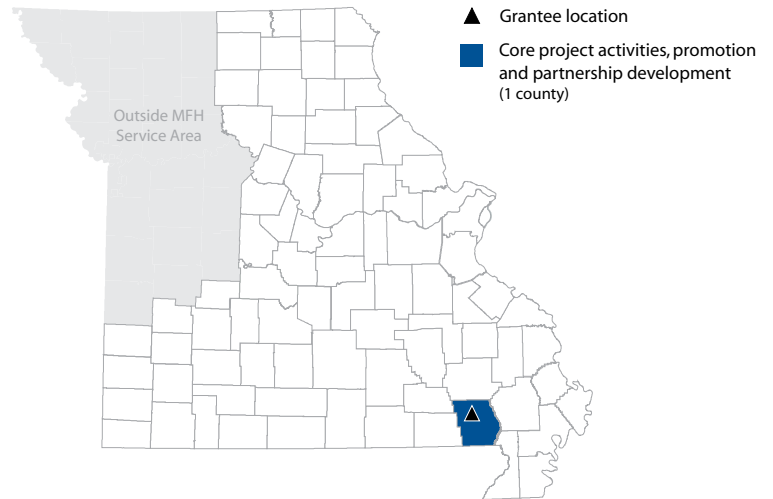 Grantee location
Core project activities, promotion
and partnership development
(1 county)
Outside MFH
Service Area